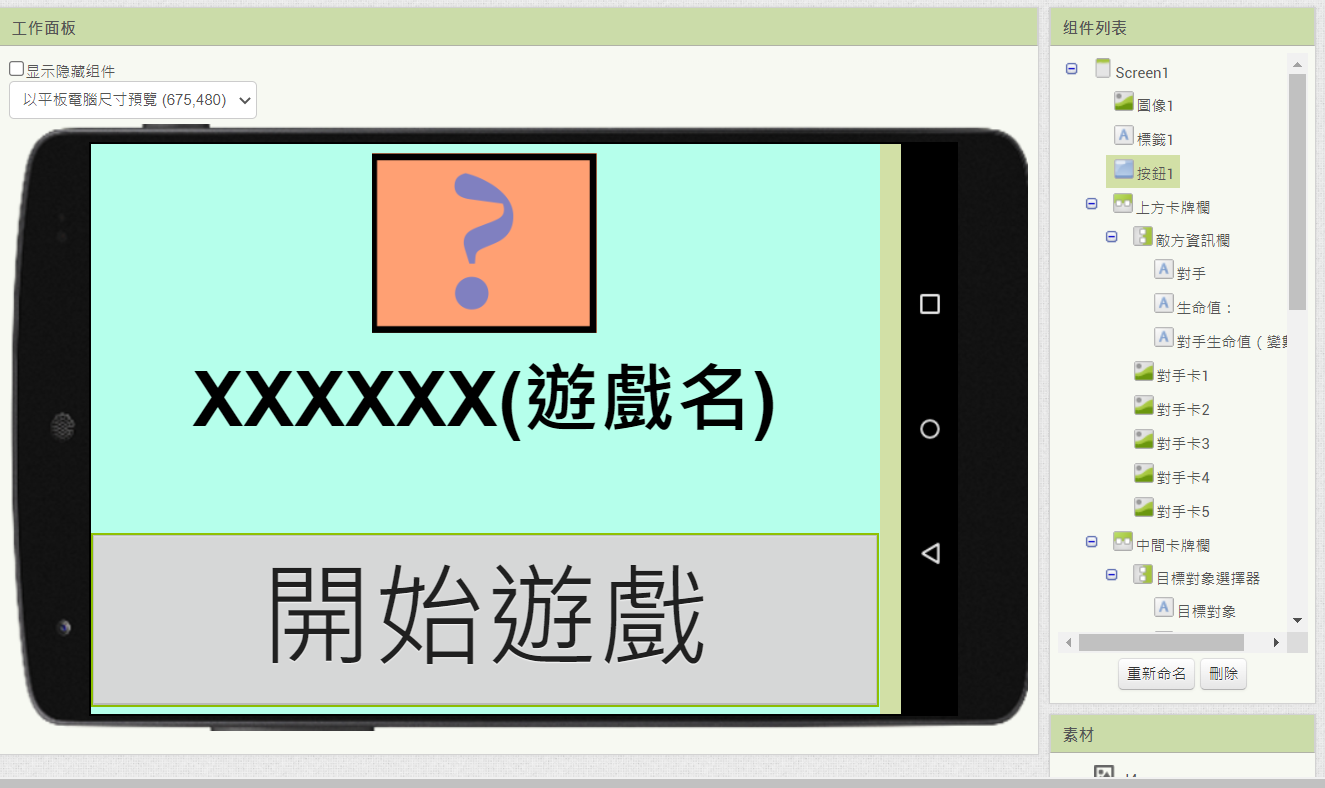 工作面板
显示隐藏组件
以平板電腦尺寸預覽 (675,480)
?
XXXXXX(遊戲名)
開始遊戲
组件列表
Screen1
圖像1
標籤1
按鈕1
上方卡牌欄
敵方資訊欄
對手
生命值：
對手生命值（變
對手卡1
對手卡2
對手卡3
對手卡4
對手卡5
中間卡牌欄
目標對象選擇器
目標對象
重新命名
刪除
素材